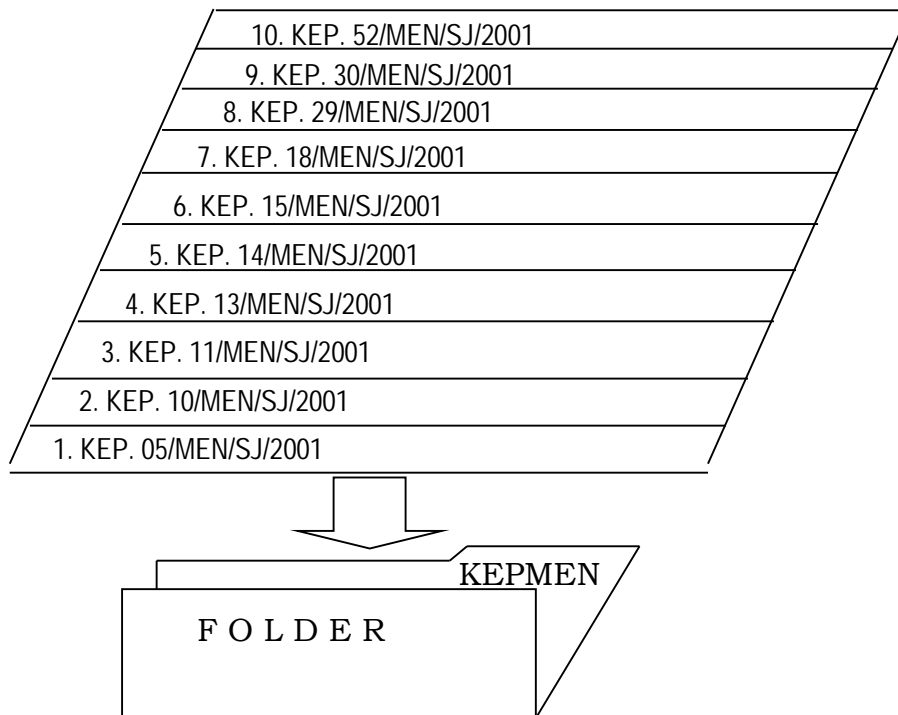 10. KEP. 52/MEN/SJ/2001
9. KEP. 30/MEN/SJ/2001
8. KEP. 29/MEN/SJ/2001
7. KEP. 18/MEN/SJ/2001
6. KEP. 15/MEN/SJ/2001
5. KEP. 14/MEN/SJ/2001
4. KEP. 13/MEN/SJ/2001
3. KEP. 11/MEN/SJ/2001
2. KEP. 10/MEN/SJ/2001
1. KEP. 05/MEN/SJ/2001
KEPMEN
F O L D E R